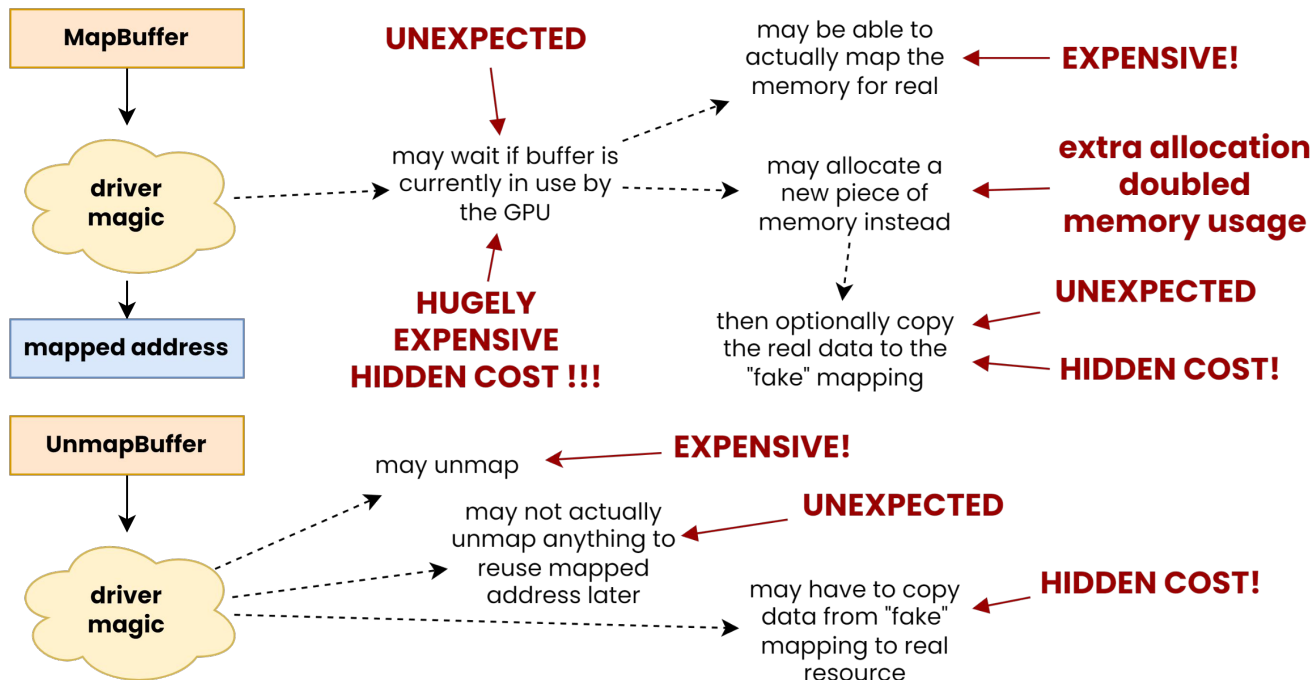 MapBuffer
driver
magic
mapped address
UNEXPECTED
may wait if buffer is
currently in use by
the GPU
HUGELY
EXPENSIVE
HIDDEN COST !!!
may be able to
actually map the
memory for real
EXPENSIVE!
may allocate a
new piece of
memory instead
extra allocation
doubled
memory usage
then optionally copy
the real data to the
"fake" mapping
UNEXPECTED
HIDDEN COST!
UnmapBuffer
driver
magic
may unmap
EXPENSIVE!
may not actually
unmap anything to
reuse mapped
address later
UNEXPECTED
may have to copy
data from "fake"
mapping to real
resource
HIDDEN COST!